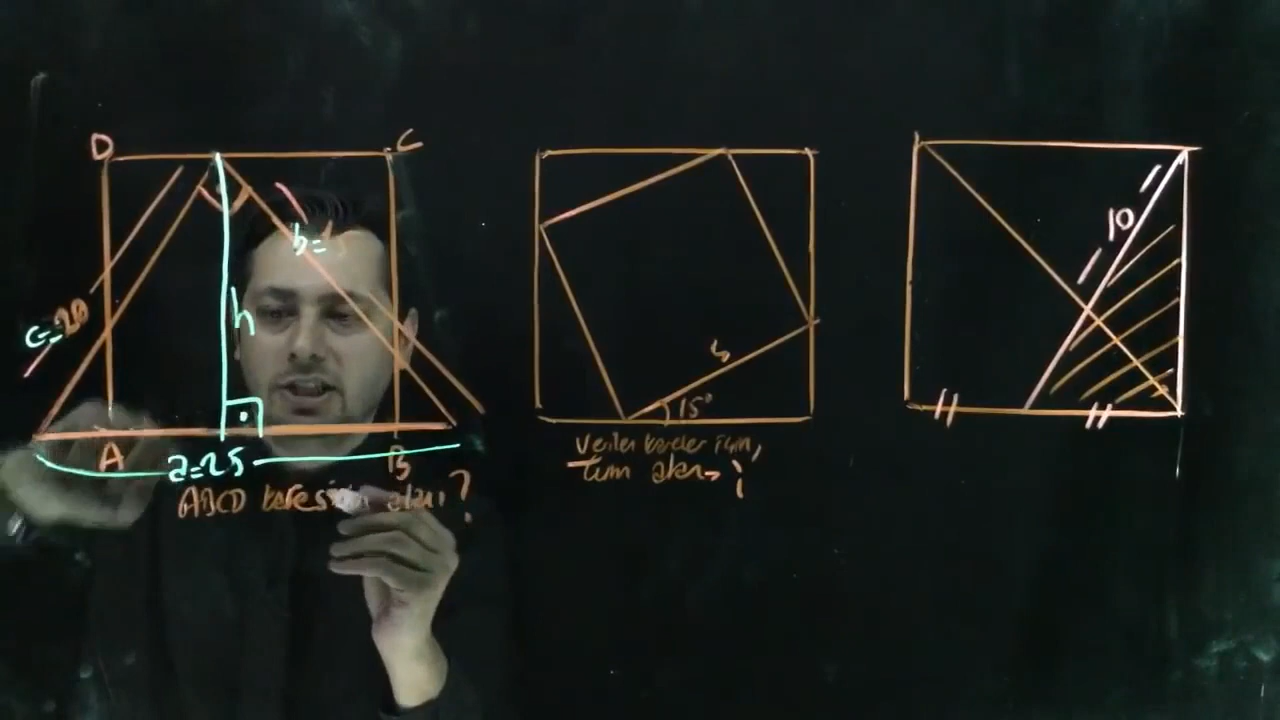 D
C
c=20
b=
h
A
a=25
B
ABCD karesinin alanı?
5
15°
Verilen kareler için,
Tüm alan → ?
10